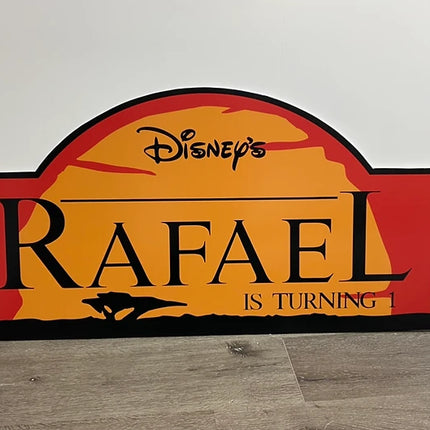 Disney's
RAFAEL
IS TURNING 1